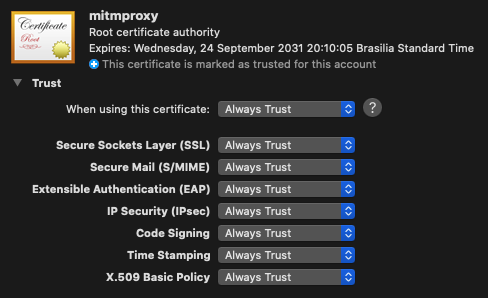 Certificate
Root
mitmproxy
Root certificate authority
Expires: Wednesday, 24 September 2031 20:10:05 Brasilia Standard Time
This certificate is marked as trusted for this account
Trust
When using this certificate: Always Trust ?
Secure Sockets Layer (SSL) Always Trust
Secure Mail (S/MIME) Always Trust
Extensible Authentication (EAP) Always Trust
IP Security (IPsec) Always Trust
Code Signing Always Trust
Time Stamping Always Trust
X.509 Basic Policy Always Trust